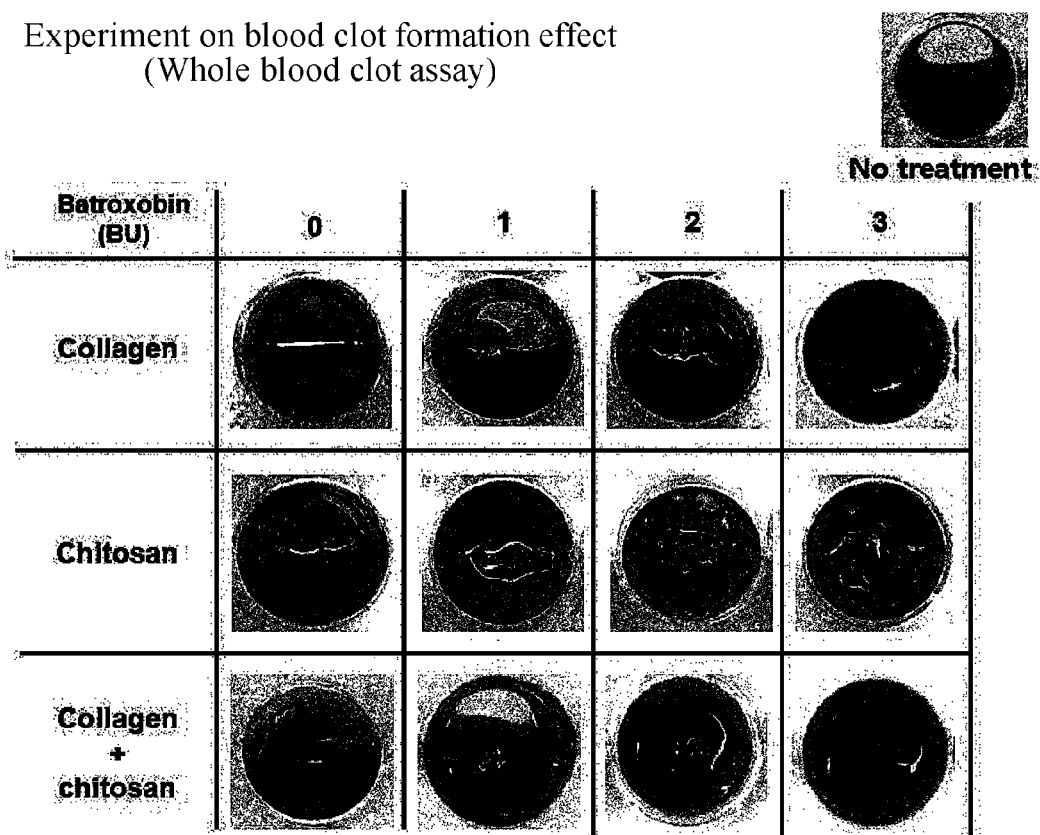 Experiment on blood clot formation effect
(Whole blood clot assay)
No treatment
Batroxobin
(BU)
0
1
2
3
Collagen
Chitosan
Collagen
+
chitosan